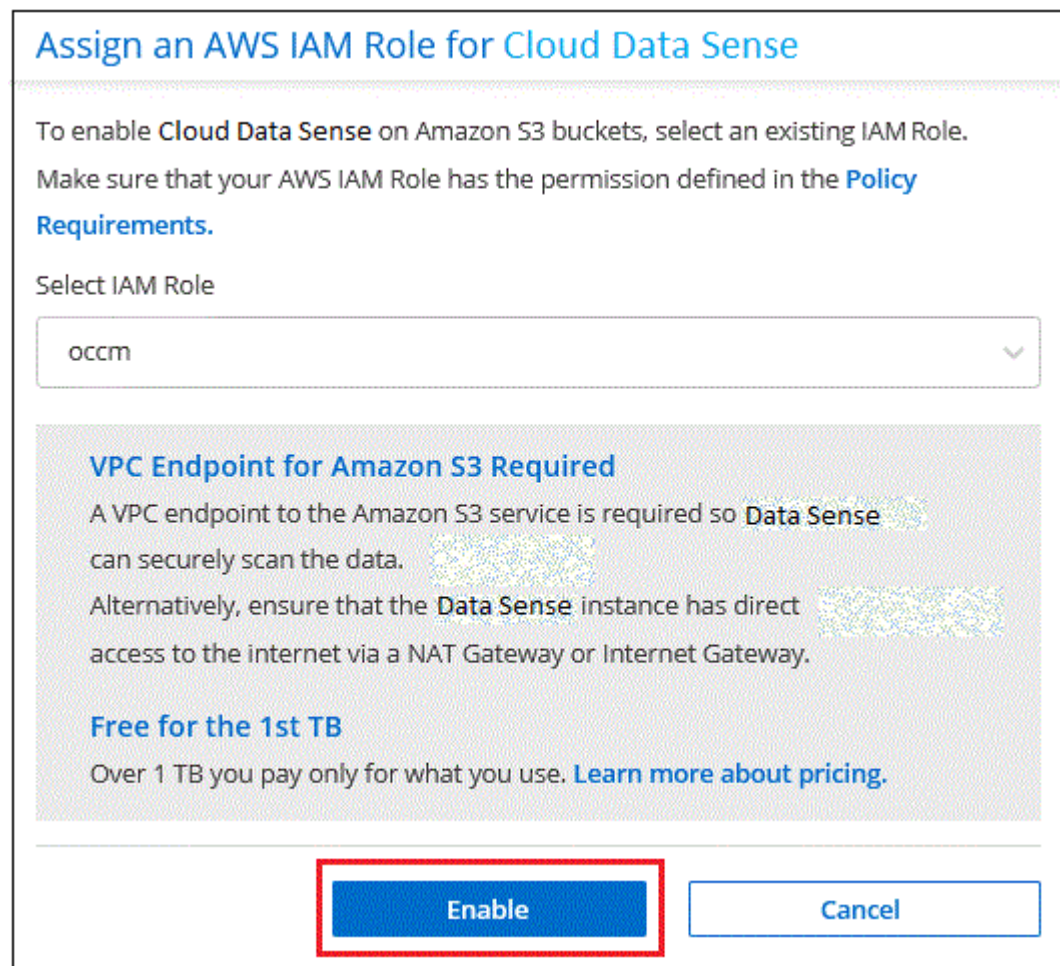 Assign an AWS IAM Role for Cloud Data Sense
To enable Cloud Data Sense on Amazon S3 buckets, select an existing IAM Role.
Make sure that your AWS IAM Role has the permission defined in the Policy
Requirements.
Select IAM Role
occm
VPC Endpoint for Amazon S3 Required
A VPC endpoint to the Amazon S3 service is required so Data Sense
can securely scan the data.
Alternatively, ensure that the Data Sense instance has direct
access to the internet via a NAT Gateway or Internet Gateway.
Free for the 1st TB
Over 1 TB you pay only for what you use. Learn more about pricing.
Enable Cancel